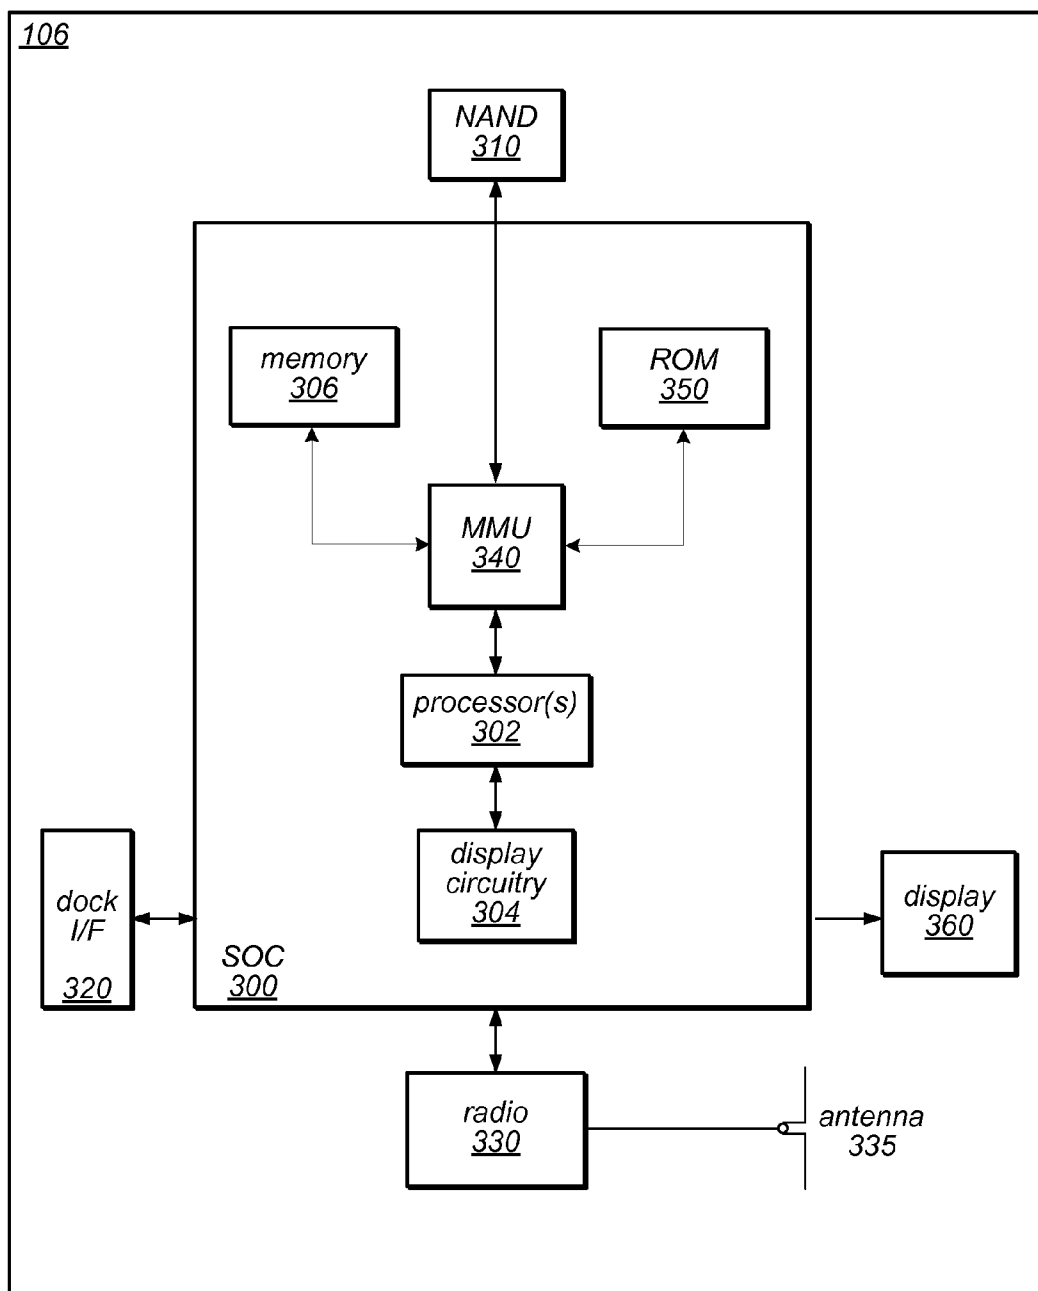 106
NAND
310
memory
306
ROM
350
MMU
340
processor(s)
302
display
circuitry
304
dock
I/F
320
SOC
300
display
360
radio
330
antenna
335